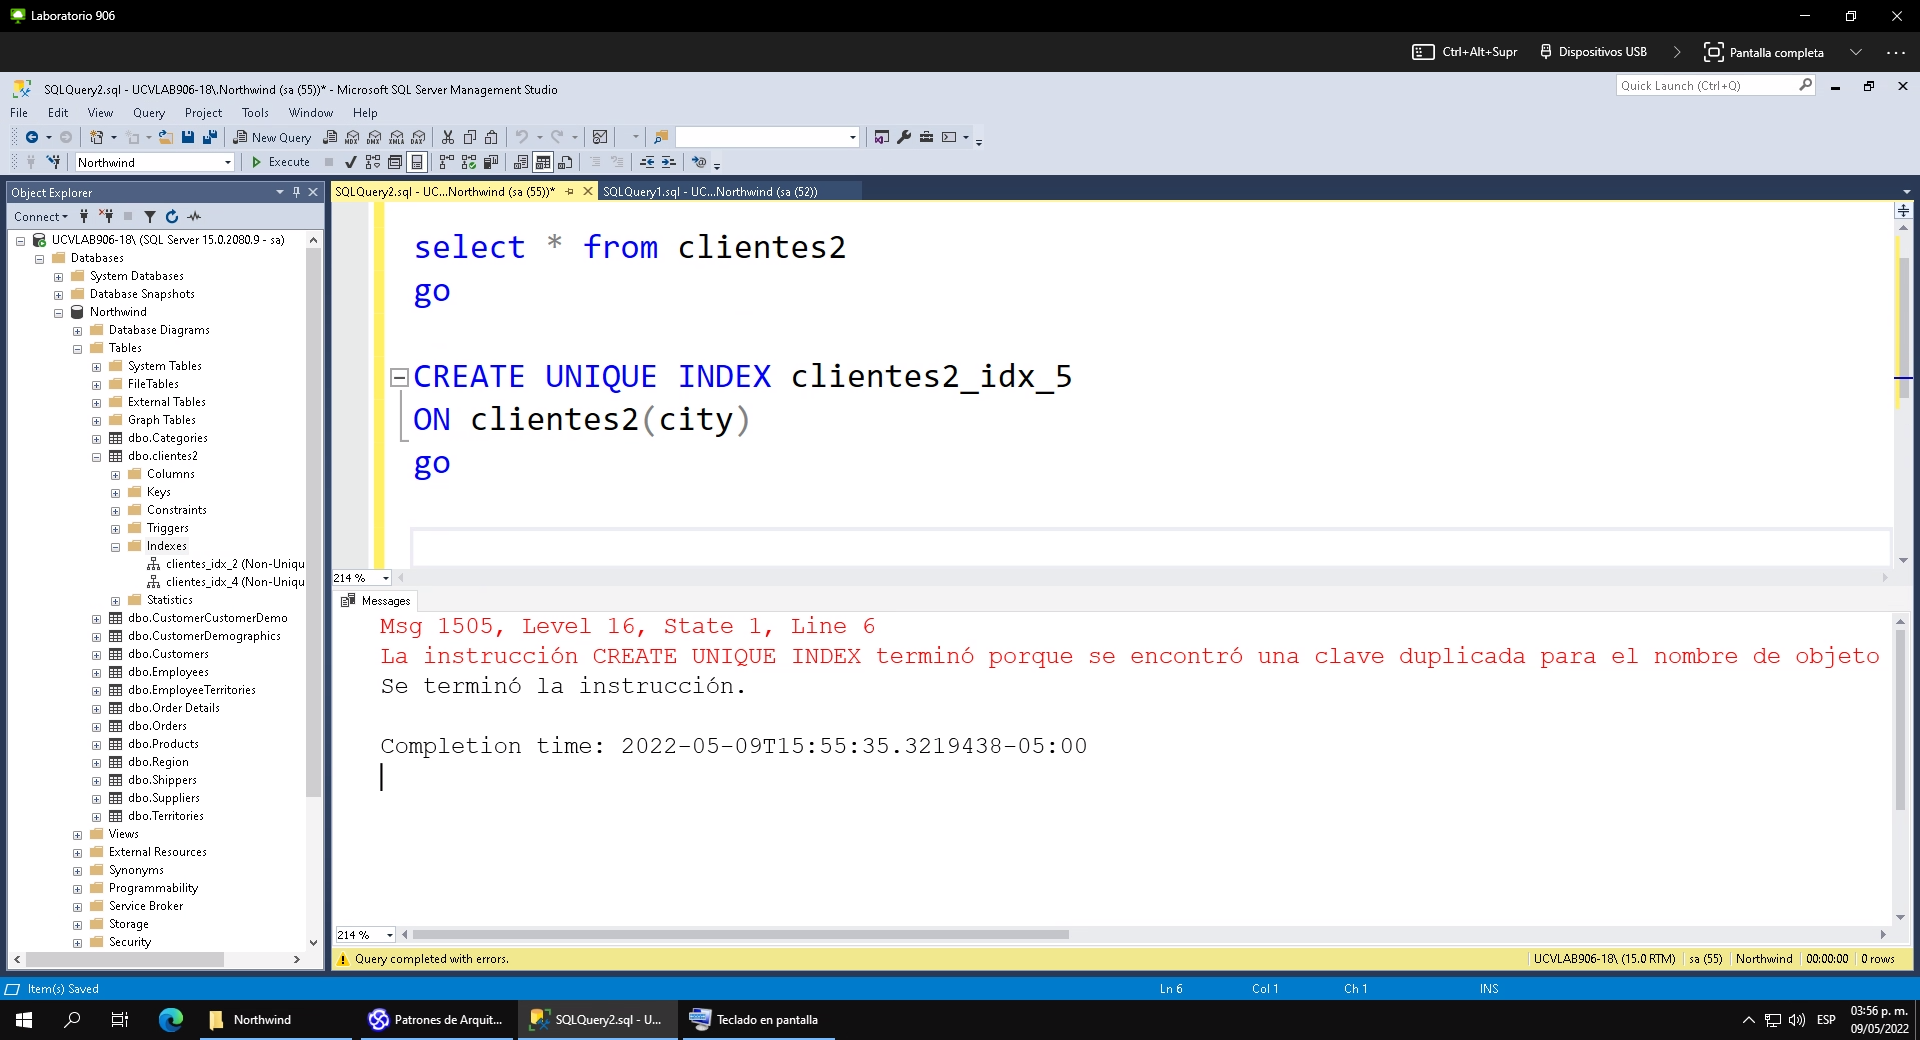 Laboratorio 906
Ctrl+Alt+Supr
Dispositivos USB
Pantalla completa
SQLQuery2.sql - UCVLAB906-18\.Northwind (sa (55))* - Microsoft SQL Server Management Studio
Quick Launch (Ctrl+Q)
File Edit View Query Project Tools Window Help
New Query
MDX DMX XMLA DAX
Northwind
Execute
Object Explorer
SQLQuery2.sql - UC...Northwind (sa (55))*
SQLQuery1.sql - UC...Northwind (sa (52))
Connect
UCVLAB906-18\ (SQL Server 15.0.2080.9 - sa)
Databases
System Databases
Database Snapshots
Northwind
Database Diagrams
Tables
System Tables
FileTables
External Tables
Graph Tables
dbo.Categories
dbo.clientes2
Columns
Keys
Constraints
Triggers
Indexes
clientes_idx_2 (Non-Uniqu
clientes_idx_4 (Non-Uniqu
Statistics
dbo.CustomerCustomerDemo
dbo.CustomerDemographics
dbo.Customers
dbo.Employees
dbo.EmployeeTerritories
dbo.Order Details
dbo.Orders
dbo.Products
dbo.Region
dbo.Shippers
dbo.Suppliers
dbo.Territories
Views
External Resources
Synonyms
Programmability
Service Broker
Storage
Security
select * from clientes2
go
CREATE UNIQUE INDEX clientes2_idx_5
ON clientes2(city)
go
214 %
Messages
Msg 1505, Level 16, State 1, Line 6
La instrucción CREATE UNIQUE INDEX terminó porque se encontró una clave duplicada para el nombre de objeto
Se terminó la instrucción.
Completion time: 2022-05-09T15:55:35.3219438-05:00
214 %
Query completed with errors.
UCVLAB906-18\ (15.0 RTM) sa (55) Northwind 00:00:00 0 rows
Item(s) Saved
Ln 6 Col 1 Ch 1 INS
Northwind
Patrones de Arquit...
SQLQuery2.sql - U...
Teclado en pantalla
ESP
03:56 p. m.
09/05/2022